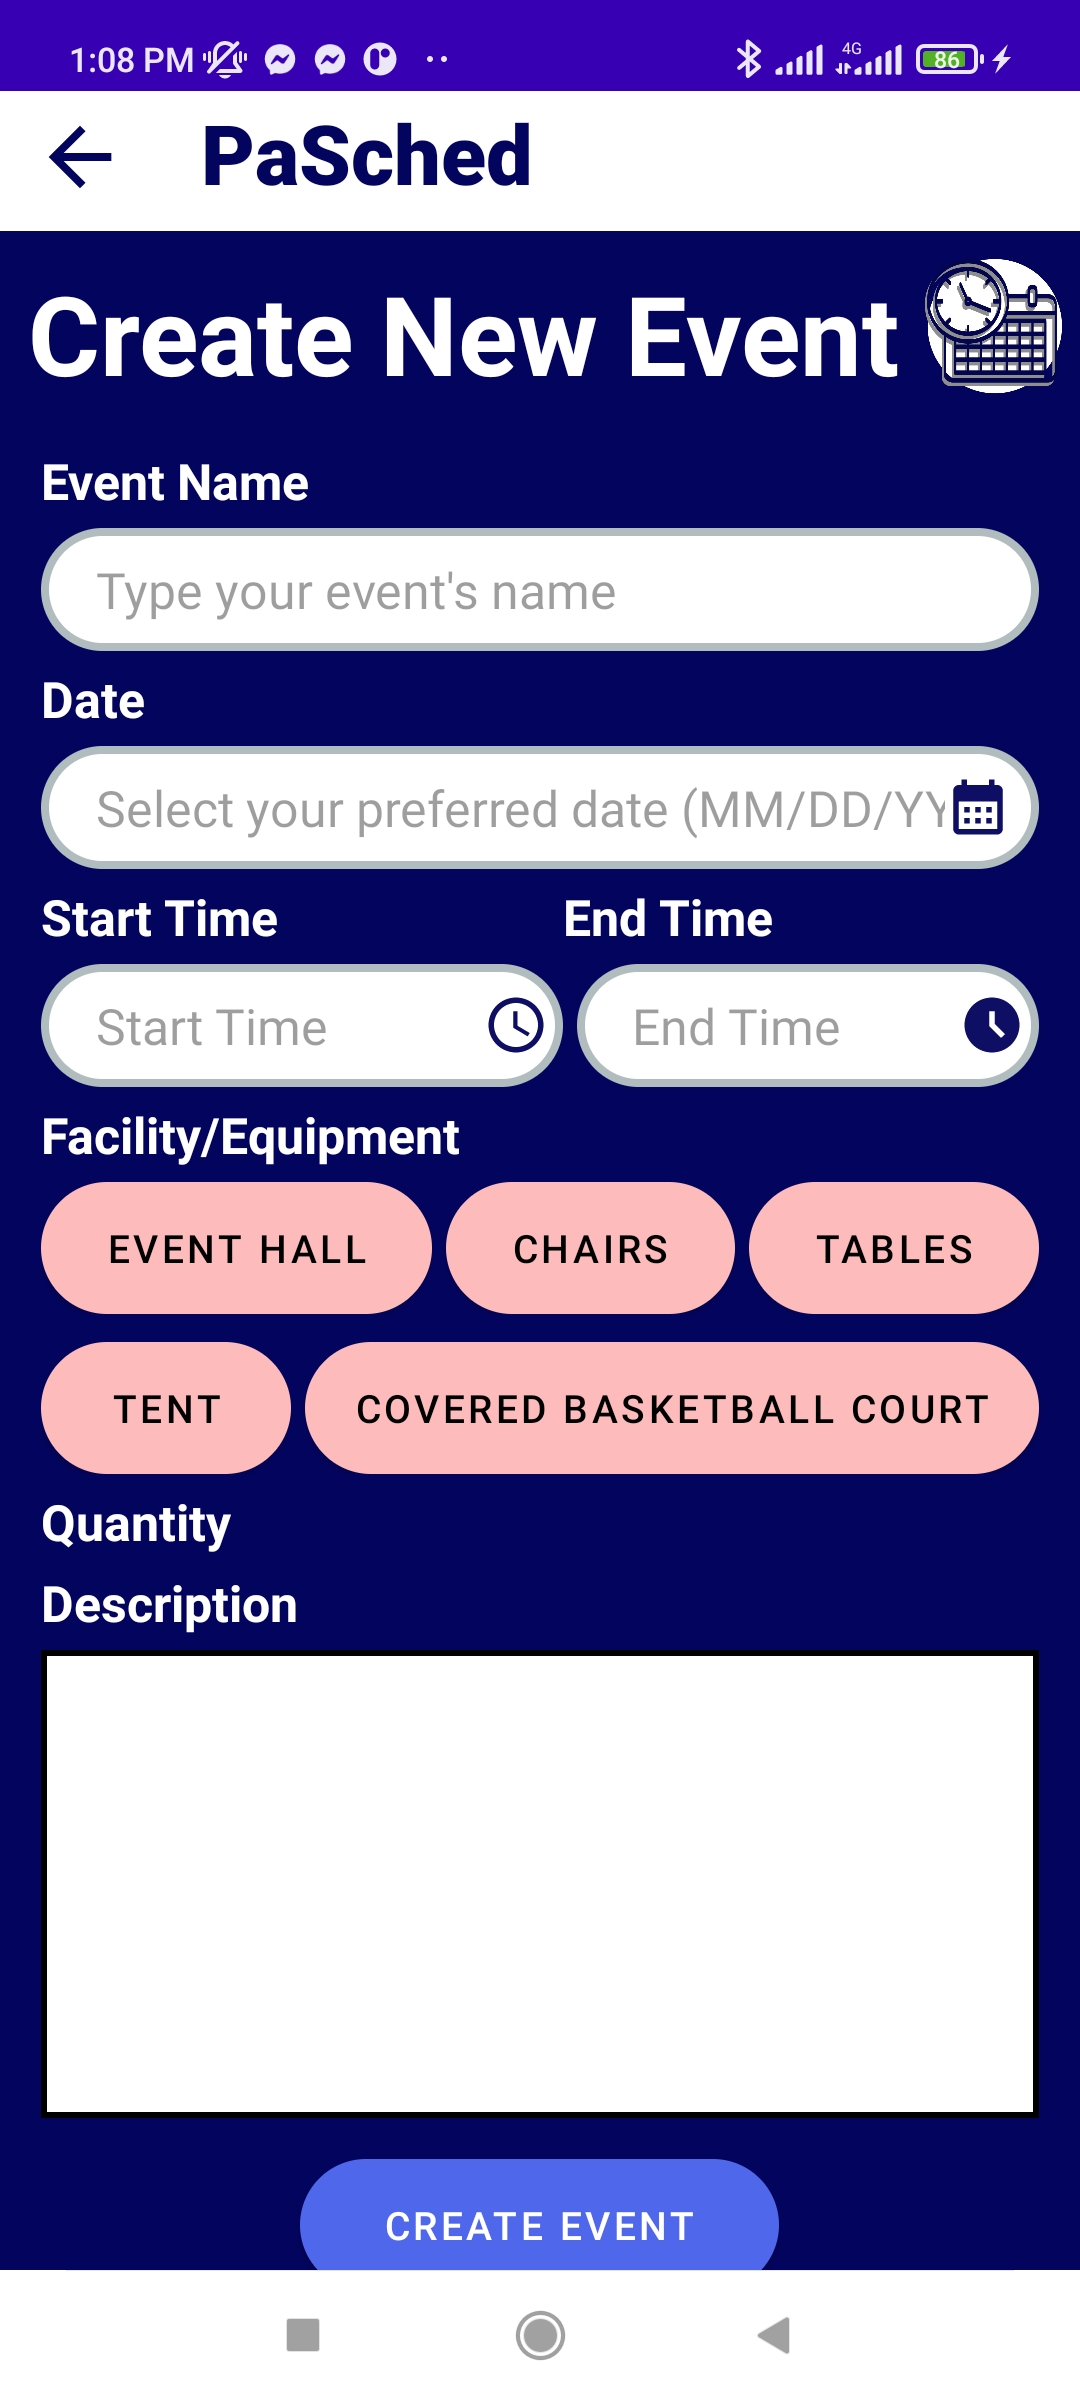 1:08 PM 4G 86
PaSched
Create New Event
Event Name
Type your event's name
Date
Select your preferred date (MM/DD/YY
Start Time End Time
Start Time End Time
Facility/Equipment
EVENT HALL CHAIRS TABLES
TENT COVERED BASKETBALL COURT
Quantity
Description
CREATE EVENT